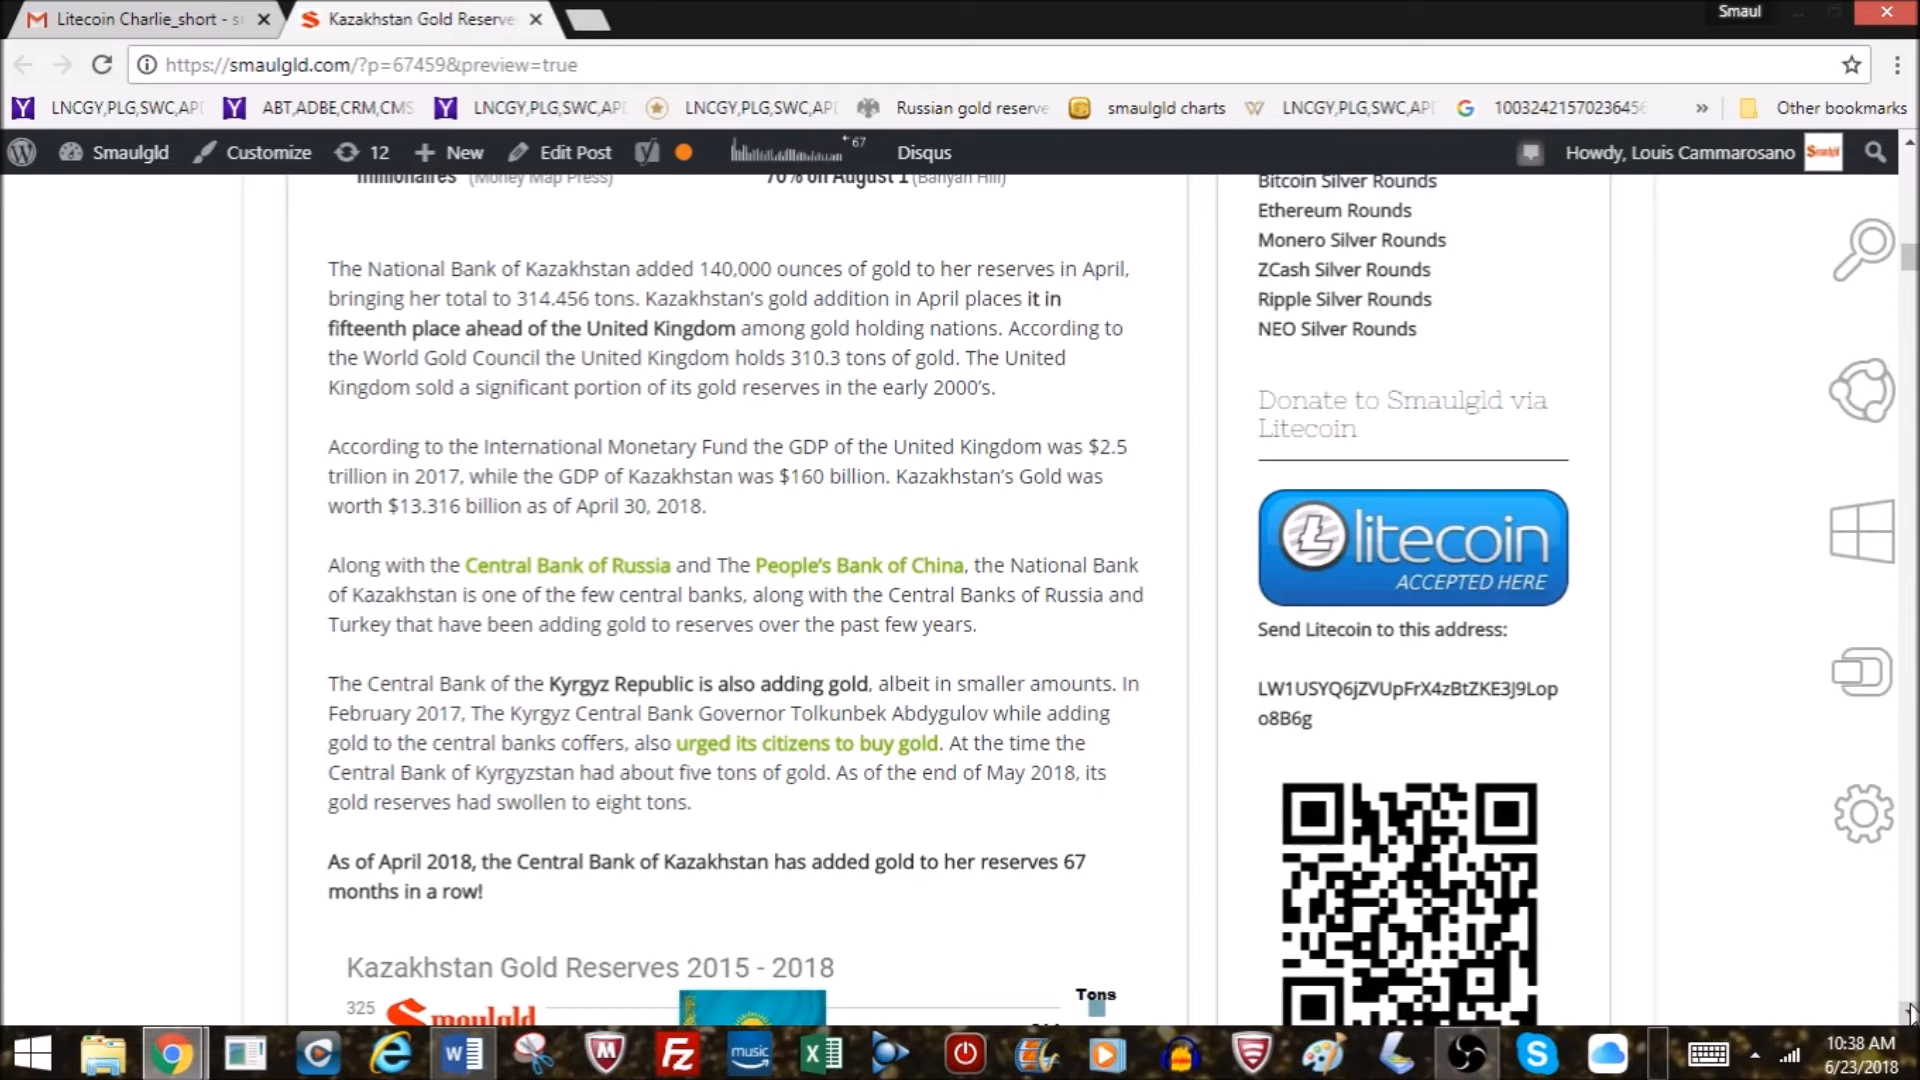 Litecoin Charlie_short - s
Kazakhstan Gold Reserve
Smaul
https://smaulgld.com/?p=67459&preview=true
LNCGY,PLG,SWC,API
ABT,ADBE,CRM,CMS
LNCGY,PLG,SWC,API
LNCGY,PLG,SWC,API
Russian gold reserve
smaulgld charts
LNCGY,PLG,SWC,API
Other bookmarks
Smaulgld
Customize
12
New
Edit Post
67
Disqus
Howdy, Louis Cammarosano
millionaires (Money Map Press)
70% on August 1 (Banyan Hill)
The National Bank of Kazakhstan added 140,000 ounces of gold to her reserves in April,
bringing her total to 314.456 tons. Kazakhstan's gold addition in April places it in
fifteenth place ahead of the United Kingdom among gold holding nations. According to
the World Gold Council the United Kingdom holds 310.3 tons of gold. The United
Kingdom sold a significant portion of its gold reserves in the early 2000's.
According to the International Monetary Fund the GDP of the United Kingdom was $2.5
trillion in 2017, while the GDP of Kazakhstan was $160 billion. Kazakhstan's Gold was
worth $13.316 billion as of April 30, 2018.
Along with the Central Bank of Russia and The People's Bank of China, the National Bank
of Kazakhstan is one of the few central banks, along with the Central Banks of Russia and
Turkey that have been adding gold to reserves over the past few years.
The Central Bank of the Kyrgyz Republic is also adding gold, albeit in smaller amounts. In
February 2017, The Kyrgyz Central Bank Governor Tolkunbek Abdygulov while adding
gold to the central banks coffers, also urged its citizens to buy gold. At the time the
Central Bank of Kyrgyzstan had about five tons of gold. As of the end of May 2018, its
gold reserves had swollen to eight tons.
As of April 2018, the Central Bank of Kazakhstan has added gold to her reserves 67
months in a row!
Kazakhstan Gold Reserves 2015 - 2018
325
Smaulgld
Tons
Bitcoin Silver Rounds
Ethereum Rounds
Monero Silver Rounds
ZCash Silver Rounds
Ripple Silver Rounds
NEO Silver Rounds
Donate to Smaulgld via
Litecoin
litecoin
ACCEPTED HERE
Send Litecoin to this address:
LW1USYQ6jZVUpFrX4zBtZKE3J9Lop
o8B6g
music
10:38 AM
6/23/2018